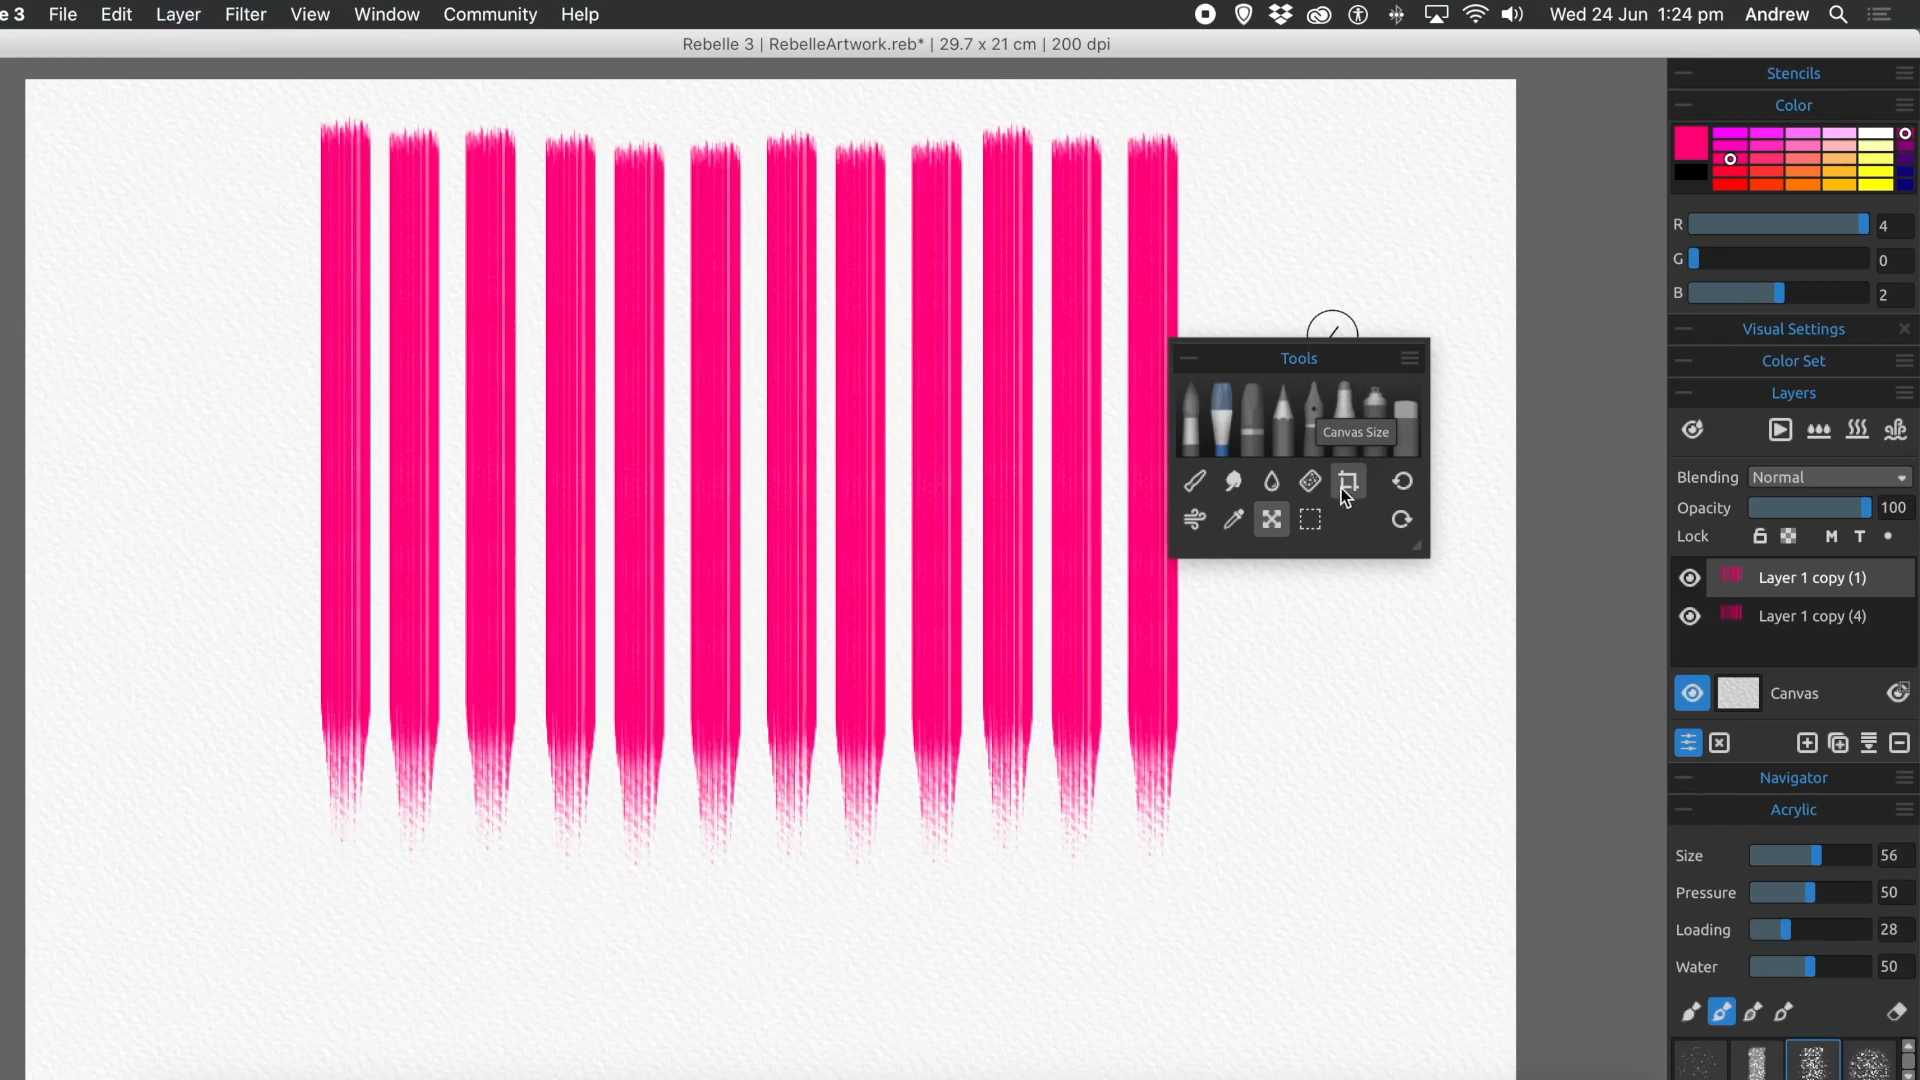 e 3 File Edit Layer Filter View Window Community Help Wed 24 Jun 1:24 pm Andrew
Rebelle 3 | RebelleArtwork.reb* | 29.7 x 21 cm | 200 dpi
Stencils
Color
R 4
G 0
B 2
Visual Settings
Color Set
Layers
Tools
Canvas Size
Blending Normal
Opacity 100
Lock M T
Layer 1 copy (1)
Layer 1 copy (4)
Canvas
Navigator
Acrylic
Size 56
Pressure 50
Loading 28
Water 50